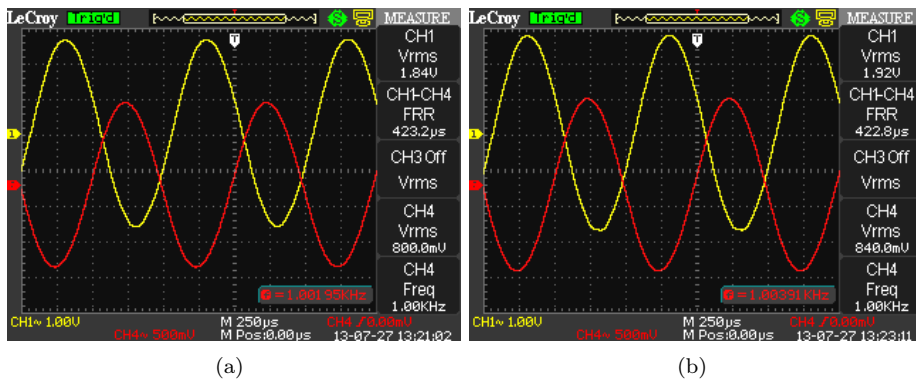 LeCroy Trig'd S MEASURE
T
CH1
Vrms
1.84V
CH1-CH4
FRR
423.2µs
CH3 Off
Vrms
CH4
Vrms
800.0mV
CH4
Freq
1.00KHz
1
= 1.00195KHz
CH1~ 1.00V M 250µs CH4 / 0.00mV
CH4~ 500mV M Pos:0.00µs 13-07-27 13:21:02
(a)
LeCroy Trig'd S MEASURE
T
CH1
Vrms
1.92V
CH1-CH4
FRR
422.8µs
CH3 Off
Vrms
CH4
Vrms
840.0mV
CH4
Freq
1.00KHz
1
= 1.00391KHz
CH1~ 1.00V M 250µs CH4 / 0.00mV
CH4~ 500mV M Pos:0.00µs 13-07-27 13:23:11
(b)